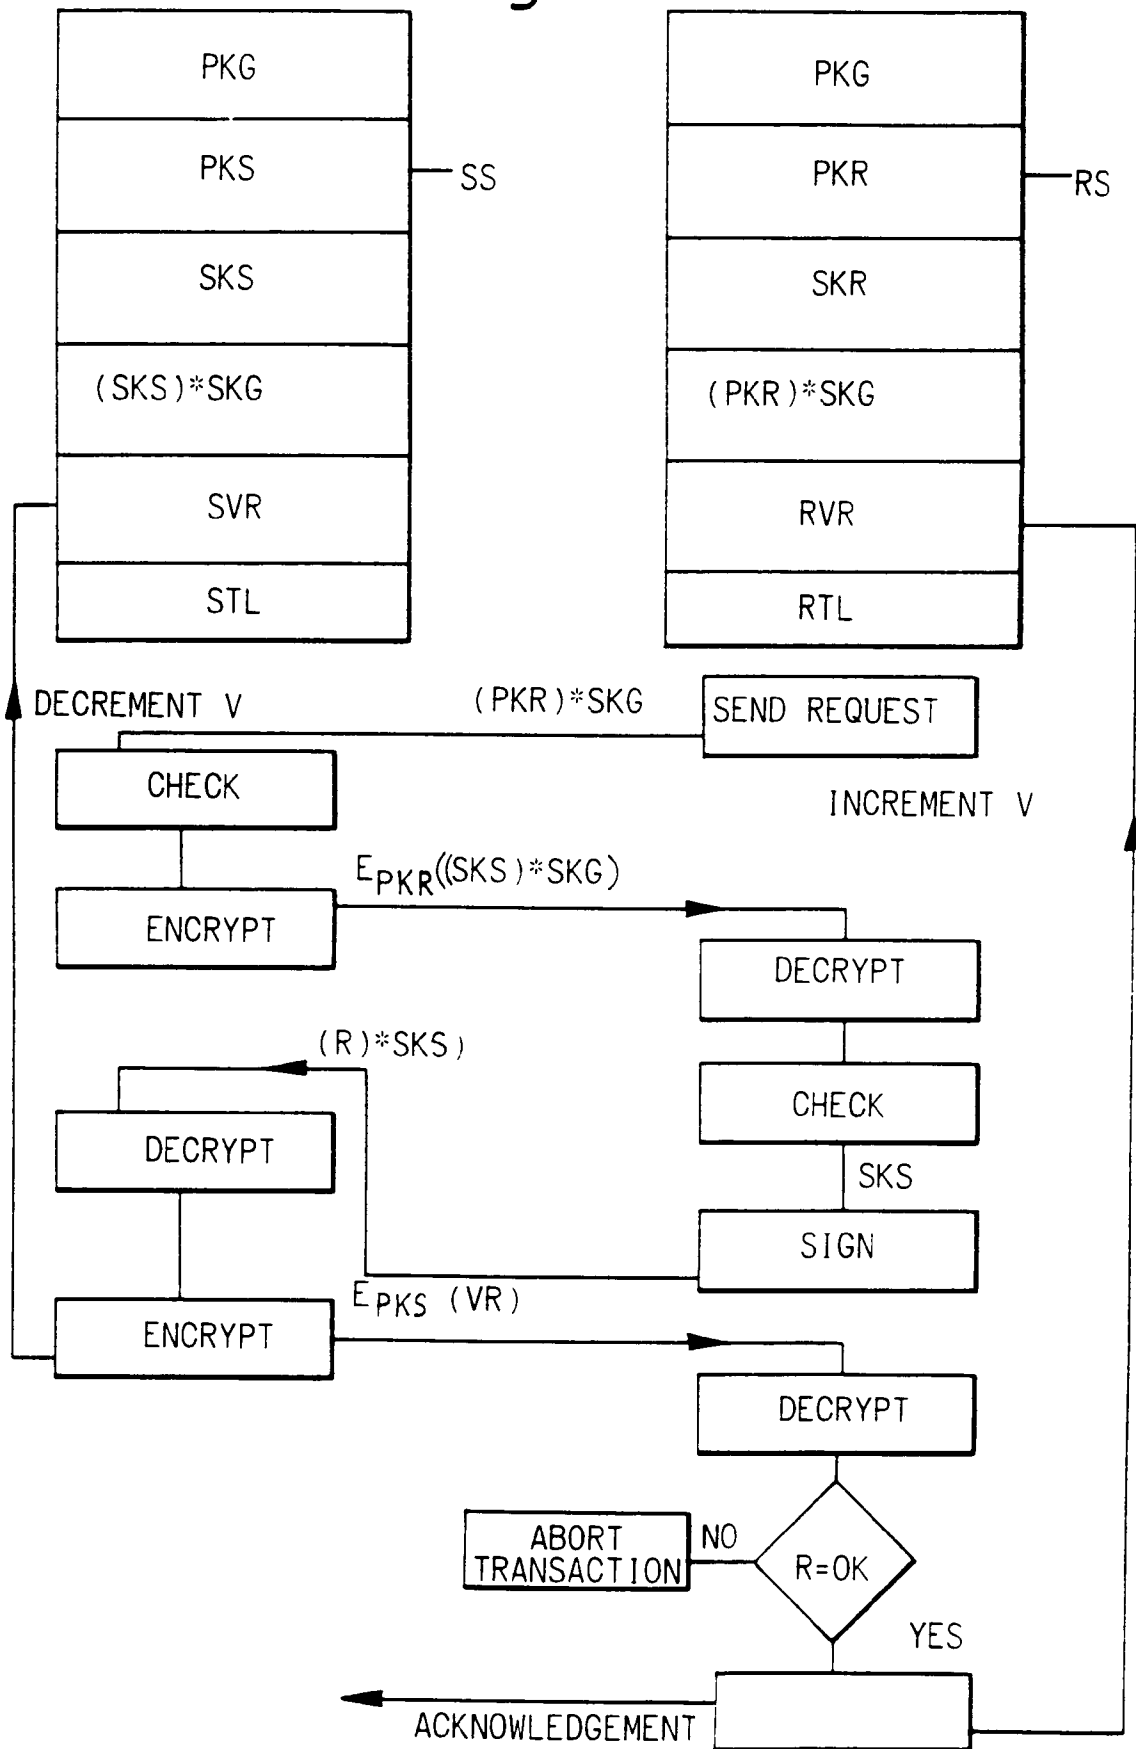 PKG
PKS
SS
SKS
(SKS)*SKG
SVR
STL
PKG
PKR
RS
SKR
(PKR)*SKG
RVR
RTL
DECREMENT V
(PKR)*SKG
SEND REQUEST
CHECK
INCREMENT V
EPKR((SKS)*SKG)
ENCRYPT
DECRYPT
(R)*SKS)
CHECK
DECRYPT
SKS
SIGN
EPKS (VR)
ENCRYPT
DECRYPT
ABORT
TRANSACTION
NO
R=OK
YES
ACKNOWLEDGEMENT